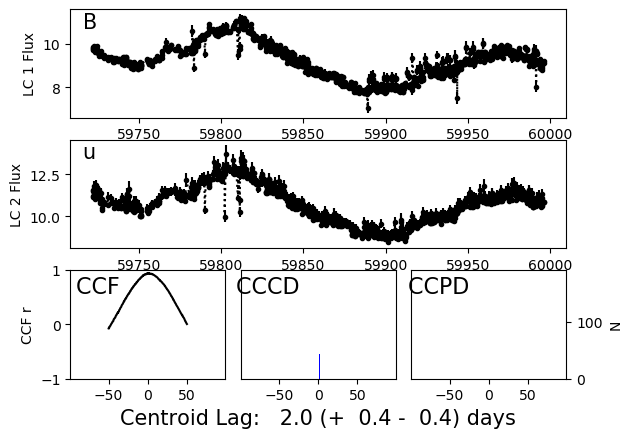 B
LC 1 Flux
10
8
59750 59800 59850 59900 59950 60000
u
LC 2 Flux
12.5
10.0
59750 59800 59850 59900 59950 60000
CCF CCCD CCPD
CCF r
1
0
−1
100
0
N
−50 0 50 −50 0 50 −50 0 50
Centroid Lag: 2.0 (+ 0.4 - 0.4) days